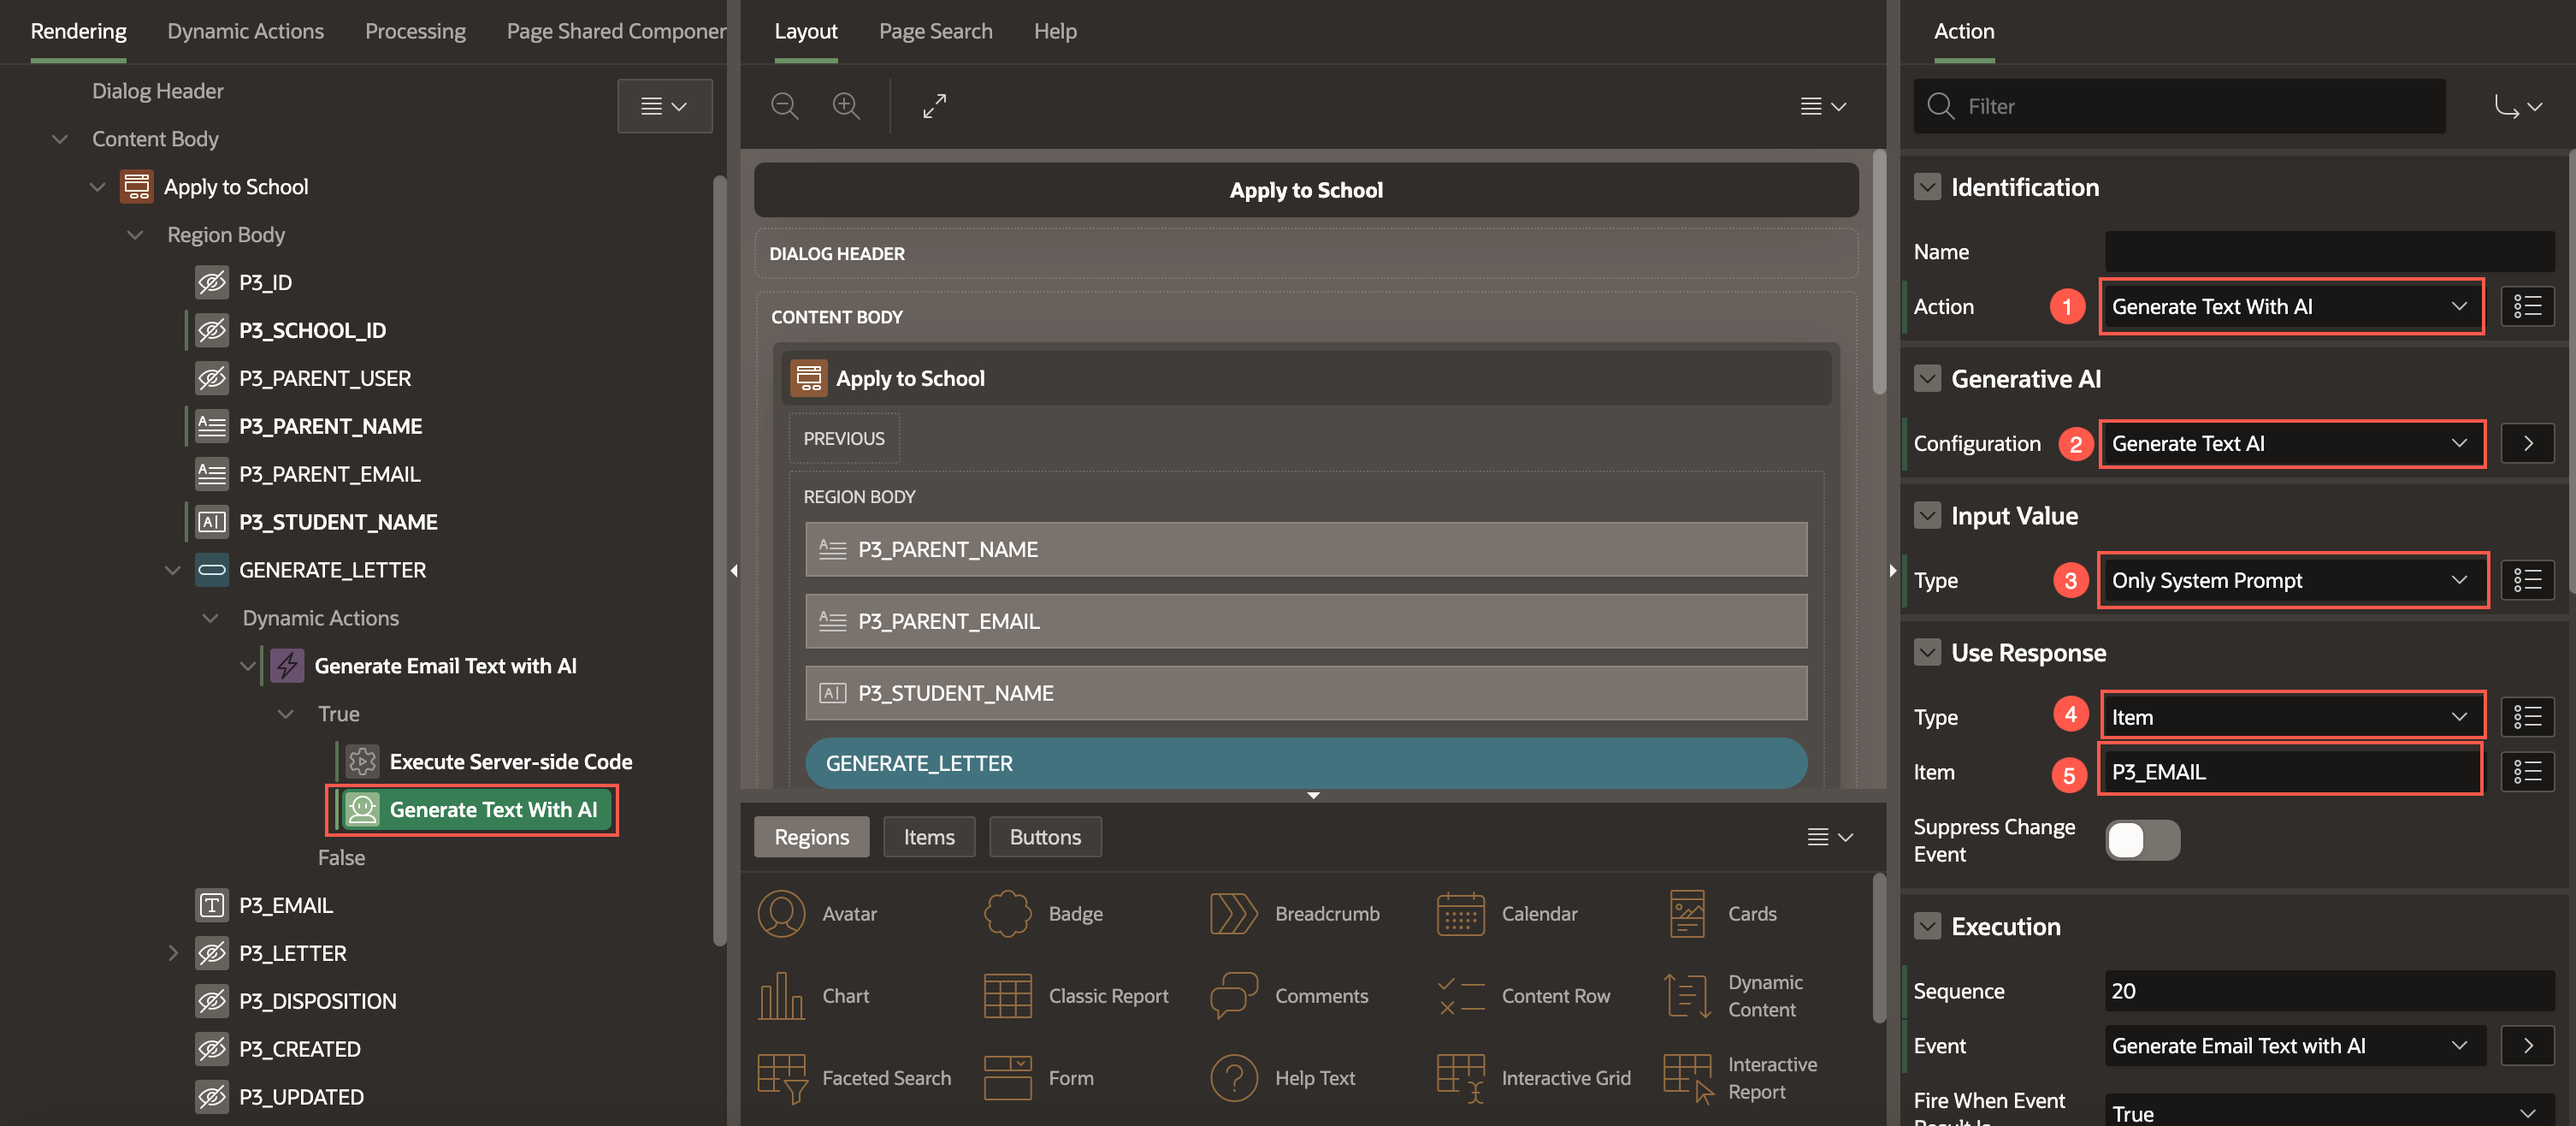 Rendering
Dynamic Actions
Processing
Page Shared Componen
Dialog Header
Content Body
Apply to School
Region Body
P3_ID
P3_SCHOOL_ID
P3_PARENT_USER
P3_PARENT_NAME
P3_PARENT_EMAIL
P3_STUDENT_NAME
GENERATE_LETTER
Dynamic Actions
Generate Email Text with AI
True
Execute Server-side Code
Generate Text With AI
False
P3_EMAIL
P3_LETTER
P3_DISPOSITION
P3_CREATED
P3_UPDATED
Layout
Page Search
Help
Apply to School
DIALOG HEADER
CONTENT BODY
Apply to School
PREVIOUS
REGION BODY
P3_PARENT_NAME
P3_PARENT_EMAIL
P3_STUDENT_NAME
GENERATE_LETTER
Regions
Items
Buttons
Avatar
Badge
Breadcrumb
Calendar
Cards
Chart
Classic Report
Comments
Content Row
Dynamic
Content
Faceted Search
Form
Help Text
Interactive Grid
Interactive
Report
Action
Filter
Identification
Name
Action
1
Generate Text With AI
Generative AI
Configuration
2
Generate Text AI
Input Value
Type
3
Only System Prompt
Use Response
Type
4
Item
Item
5
P3_EMAIL
Suppress Change
Event
Execution
Sequence
20
Event
Generate Email Text with AI
Fire When Event
Result Is
True